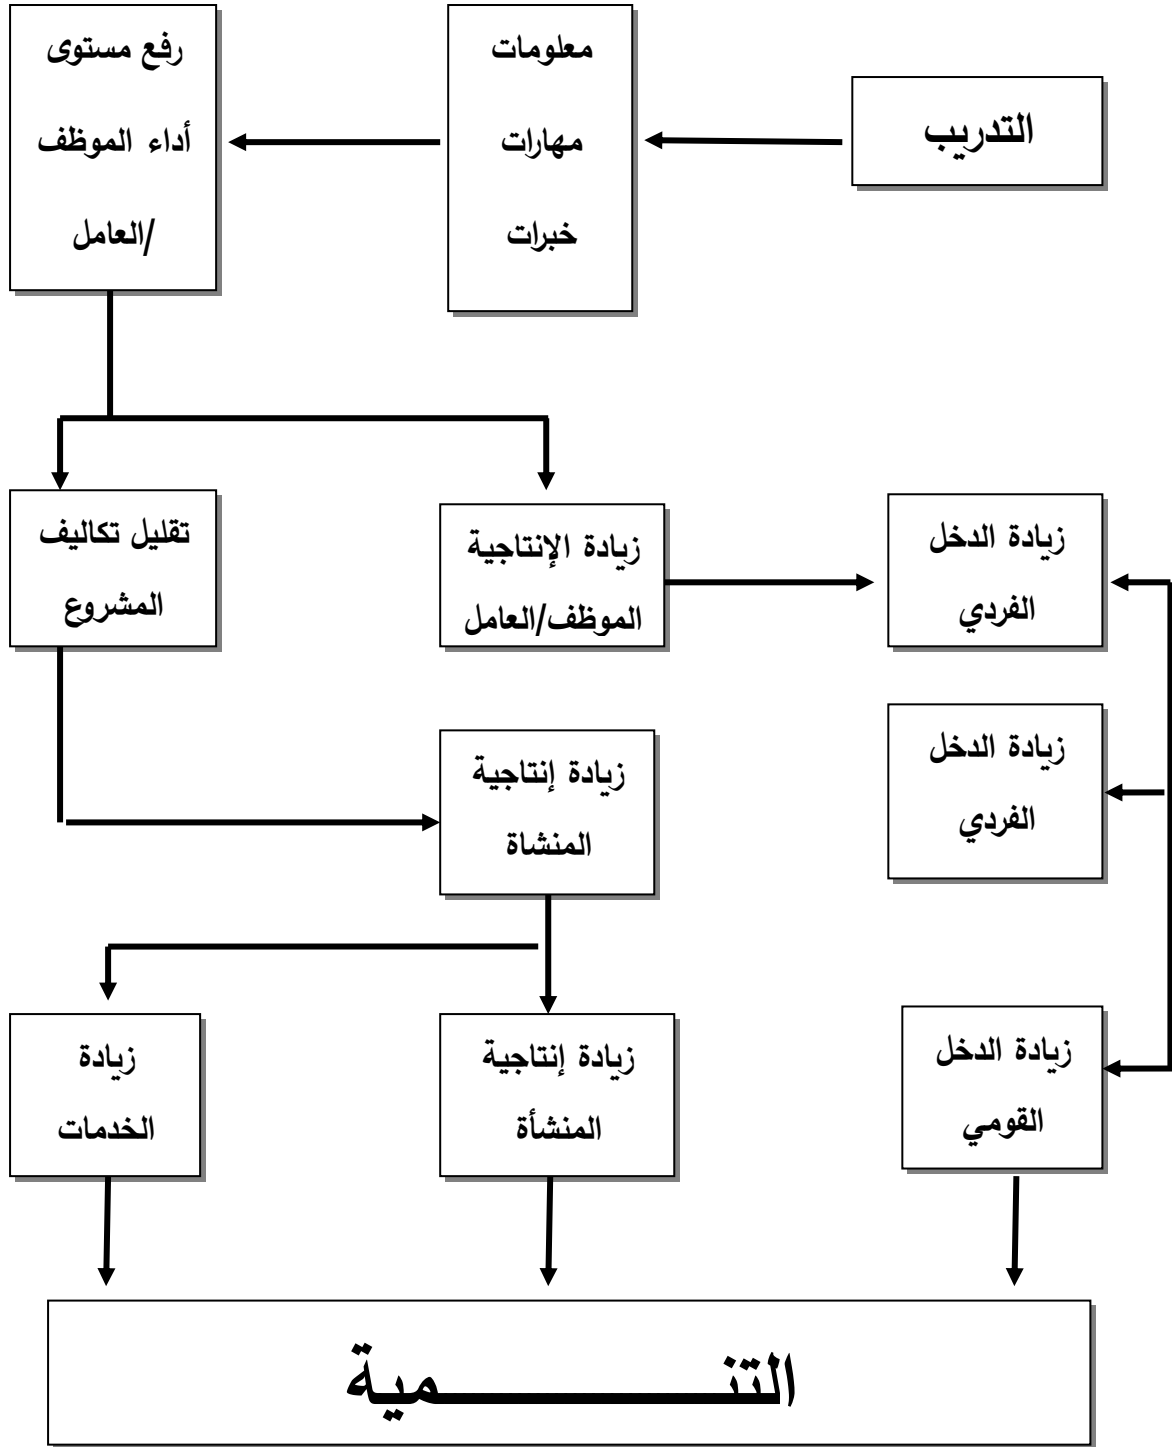 التدريب
معلومات
مهارات
خبرات
رفع مستوى
أداء الموظف
/العامل
تقليل تكاليف
المشروع
زيادة الإنتاجية
الموظف/العامل
زيادة الدخل
الفردي
زيادة الدخل
الفردي
زيادة إنتاجية
المنشاة
زيادة الدخل
القومي
زيادة إنتاجية
المنشأة
زيادة
الخدمات
التنـــــــــــمية